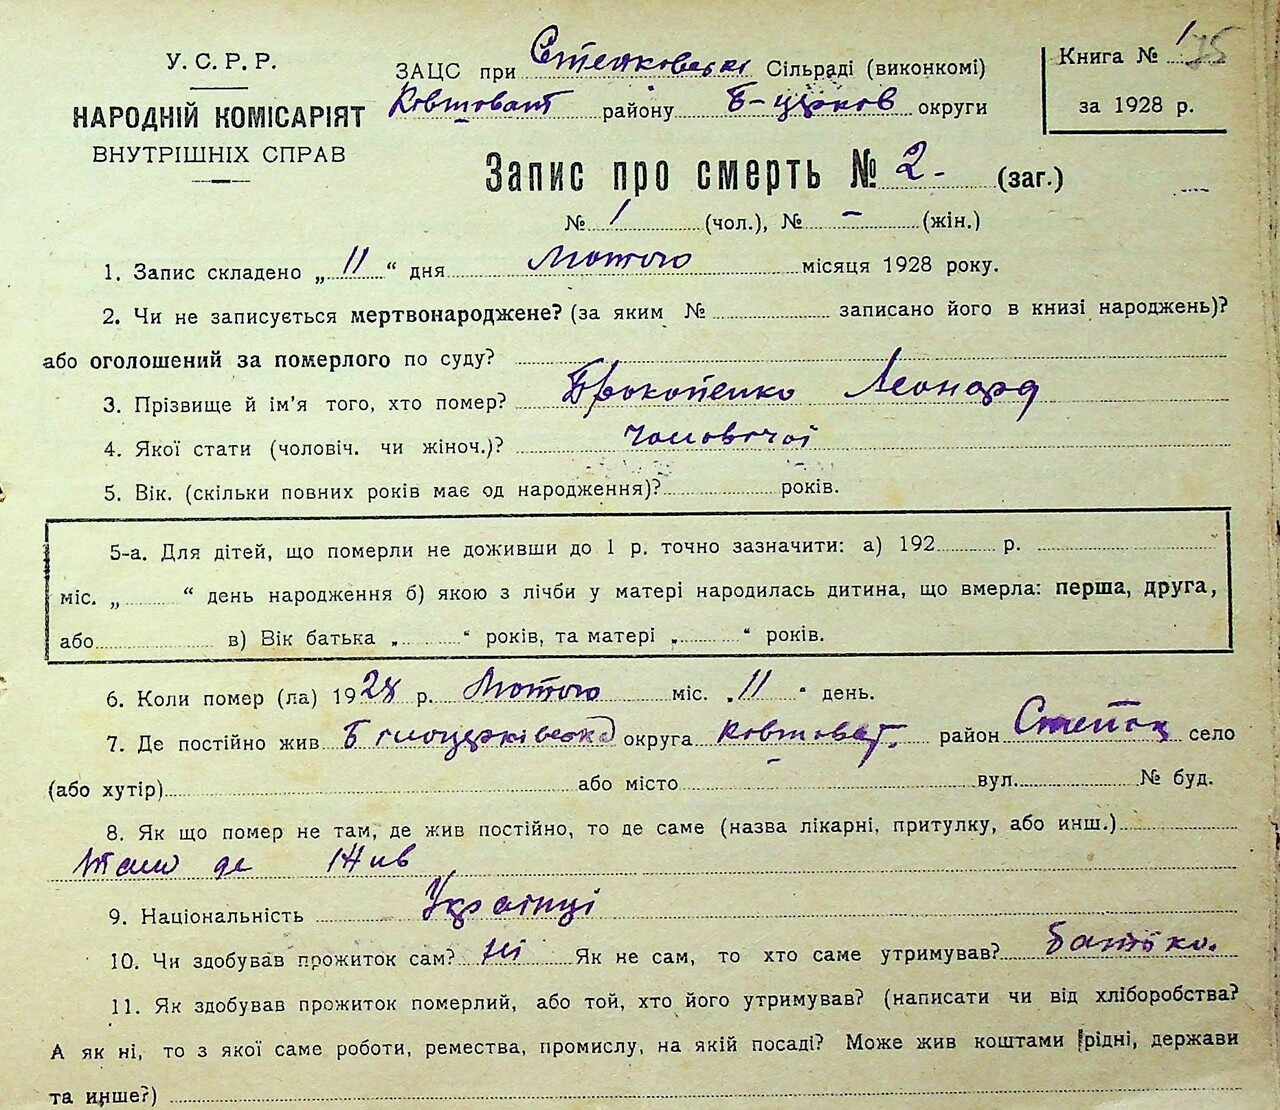 У. С. Р. Р.
НАРОДНІЙ КОМІСАРІЯТ
ВНУТРІШНІХ СПРАВ
ЗАЦС при Сільраді (виконкомі)
Ковшоват району Б-церков округи
Книга № 1 75
за 1928 р.
Запис про смерть № 2 - (заг.)
№ 1 (чол.), № - (жін.)
1. Запис складено „ 11 “ дня Лютого місяця 1928 року.
2. Чи не записується мертвонароджене? (за яким № записано його в книзі народжень)?
або оголошений за померлого по суду?
3. Прізвище й ім'я того, хто помер? Прокопенко Леонард
4. Якої стати (чоловіч. чи жіноч.)? чоловічої
5. Вік. (скільки повних років має од народження)? років.
5-а. Для дітей, що померли не доживши до 1 р. точно зазначити: а) 192 р.
міс. „ “ день народження б) якою з лічби у матері народилась дитина, що вмерла: перша, друга,
або в) Вік батька „ “ років, та матері „ “ років.
6. Коли помер (ла) 1928 р. Лютого міс. „ 11 “ день.
7. Де постійно жив округа Ковшоват. район Степок село
(або хутір) або місто вул. № буд.
8. Як що помер не там, де жив постійно, то де саме (назва лікарні, притулку, або инш.)
там де жив
9. Національність Українці
10. Чи здобував прожиток сам? Ні Як не сам, то хто саме утримував? батько.
11. Як здобував прожиток померлий, або той, хто його утримував? (написати чи від хліборобства?
А як ні, то з якої саме роботи, ремества, промислу, на якій посаді? Може жив коштами рідні, держави
та инше?)